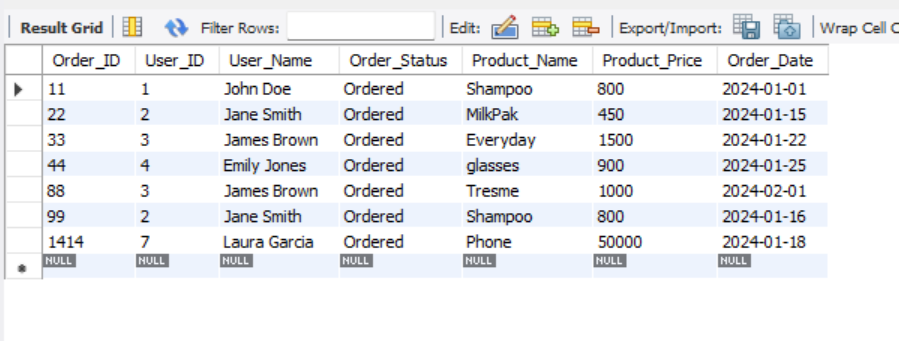 Result Grid Filter Rows: Edit: Export/Import: Wrap Cell C
Order_ID User_ID User_Name Order_Status Product_Name Product_Price Order_Date
11 1 John Doe Ordered Shampoo 800 2024-01-01
22 2 Jane Smith Ordered MilkPak 450 2024-01-15
33 3 James Brown Ordered Everyday 1500 2024-01-22
44 4 Emily Jones Ordered glasses 900 2024-01-25
88 3 James Brown Ordered Tresme 1000 2024-02-01
99 2 Jane Smith Ordered Shampoo 800 2024-01-16
1414 7 Laura Garcia Ordered Phone 50000 2024-01-18
NULL NULL NULL NULL NULL NULL NULL